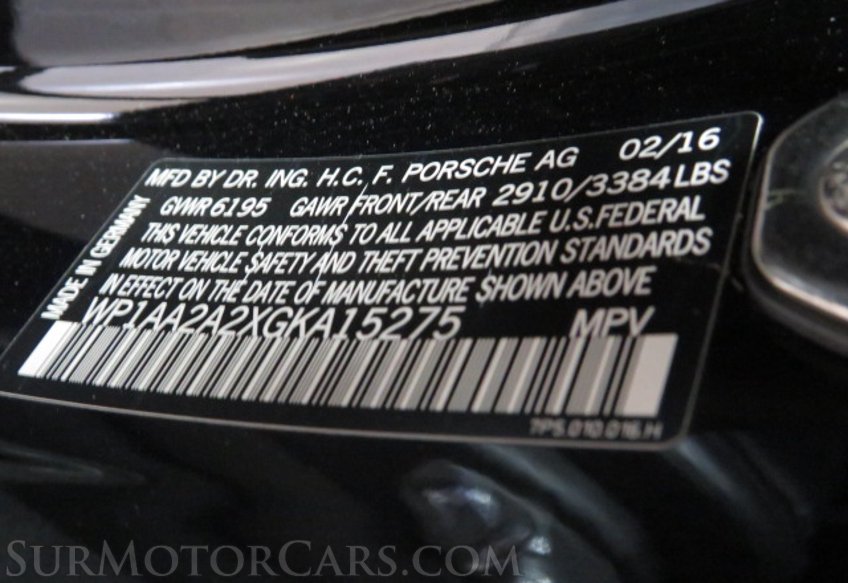 MFD BY DR. ING. H.C. F. PORSCHE AG 02/16
GWR 6195 GAWR FRONT/REAR 2910/3384 LBS
THIS VEHICLE CONFORMS TO ALL APPLICABLE U.S. FEDERAL
MOTOR VEHICLE SAFETY AND THEFT PREVENTION STANDARDS
IN EFFECT ON THE DATE OF MANUFACTURE SHOWN ABOVE
MADE IN GERMANY
WP1AA2A2XGKA15275 MPV
7P5.010.016.H
SURMOTORCARS.COM